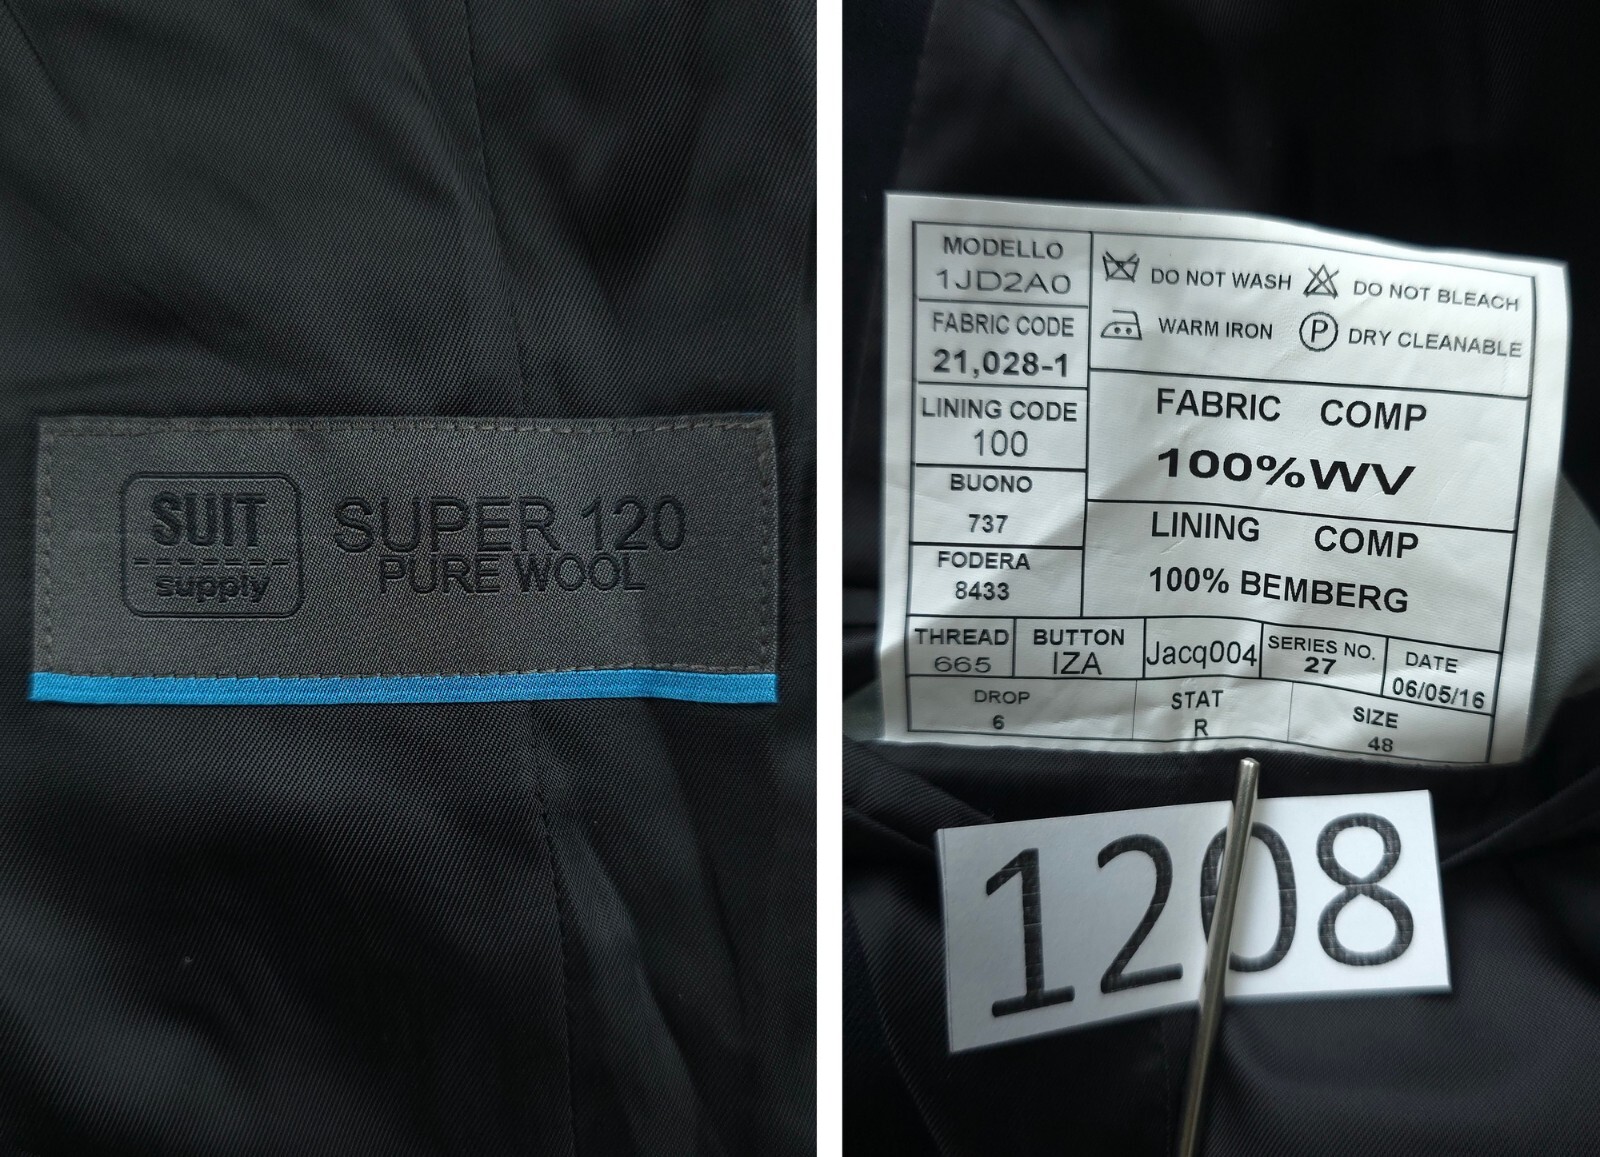 SUIT
supply
SUPER 120
PURE WOOL
MODELLO
1JD2A0
FABRIC CODE
21,028-1
LINING CODE
100
BUONO
737
FODERA
8433
DO NOT WASH
DO NOT BLEACH
WARM IRON
P
DRY CLEANABLE
FABRIC COMP
100%WV
LINING COMP
100% BEMBERG
THREAD
665
BUTTON
IZA
Jacq004
SERIES NO.
27
DATE
06/05/16
DROP
6
STAT
R
SIZE
48
1208